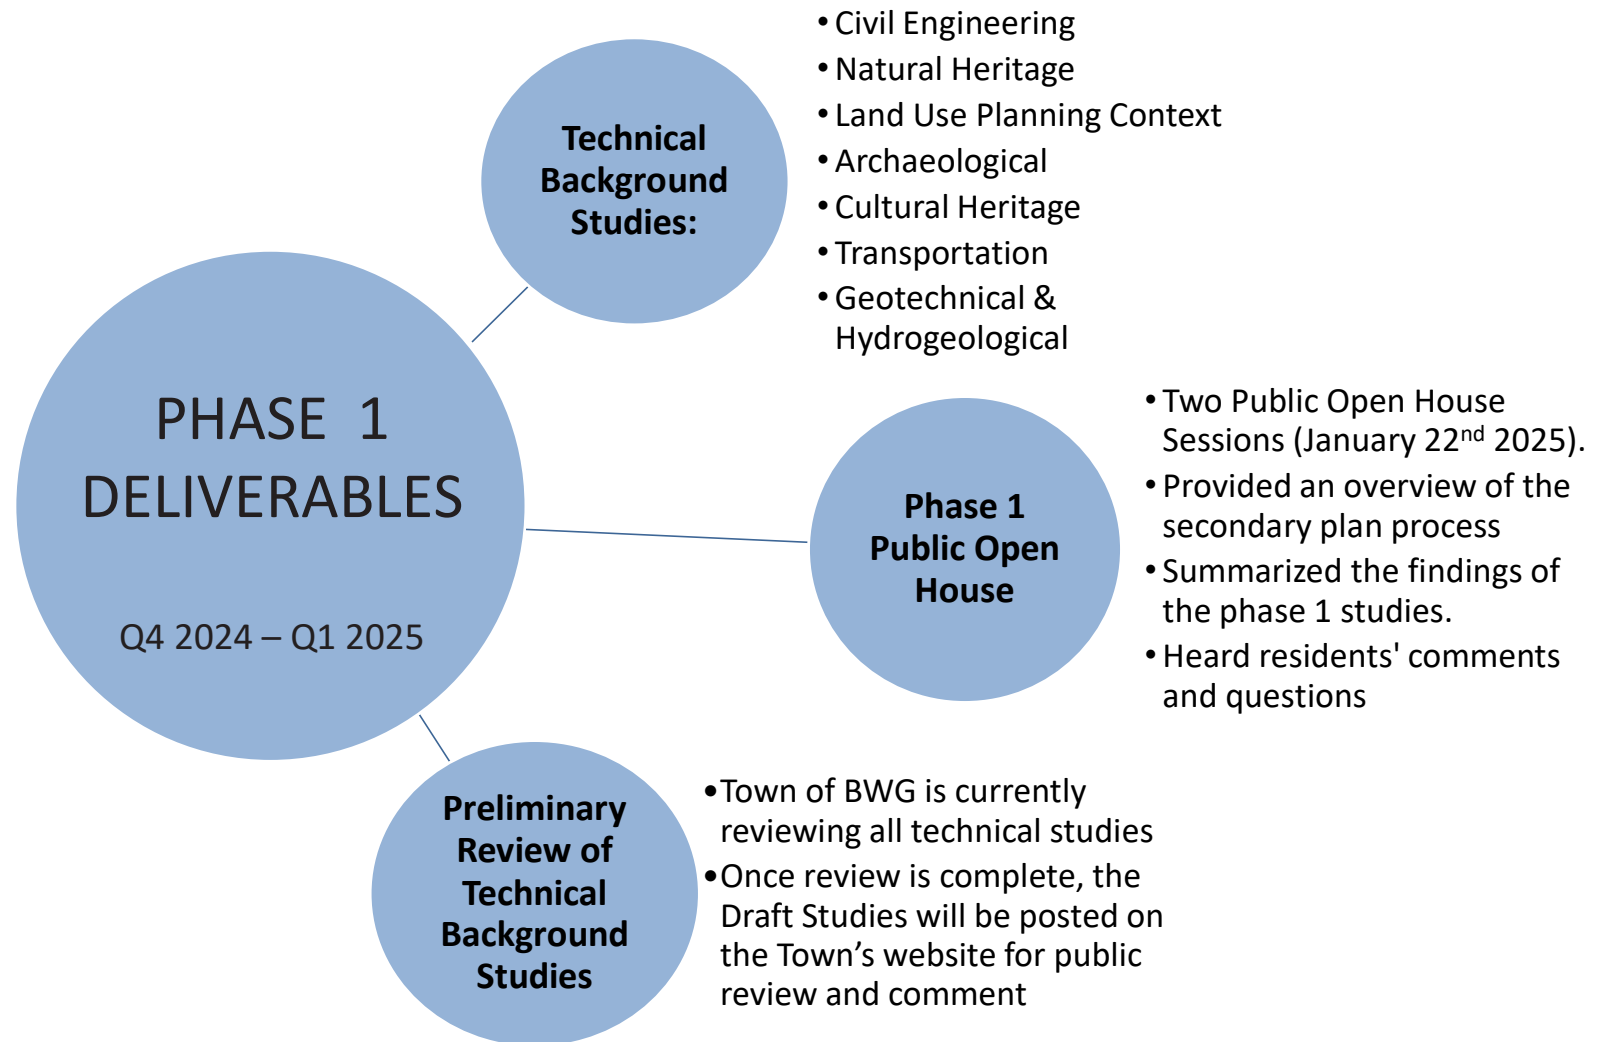 PHASE 1
DELIVERABLES
Q4 2024 – Q1 2025
Technical
Background
Studies:
• Civil Engineering
• Natural Heritage
• Land Use Planning Context
• Archaeological
• Cultural Heritage
• Transportation
• Geotechnical &
Hydrogeological
Phase 1
Public Open
House
• Two Public Open House
Sessions (January 22nd 2025).
• Provided an overview of the
secondary plan process
• Summarized the findings of
the phase 1 studies.
• Heard residents' comments
and questions
Preliminary
Review of
Technical
Background
Studies
• Town of BWG is currently
reviewing all technical studies
• Once review is complete, the
Draft Studies will be posted on
the Town’s website for public
review and comment